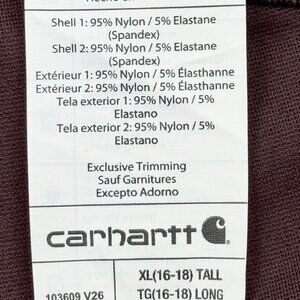 Shell 1: 95% Nylon / 5% Elastane
(Spandex)
Shell 2: 95% Nylon / 5% Elastane
(Spandex)
Extérieur 1: 95% Nylon / 5% Élasthanne
Extérieur 2: 95% Nylon / 5% Élasthanne
Tela exterior 1: 95% Nylon / 5%
Elastano
Tela exterior 2: 95% Nylon / 5%
Elastano
Exclusive Trimming
Sauf Garnitures
Excepto Adorno
carhartt
103609 V26
XL(16-18) TALL
TG(16-18) LONG